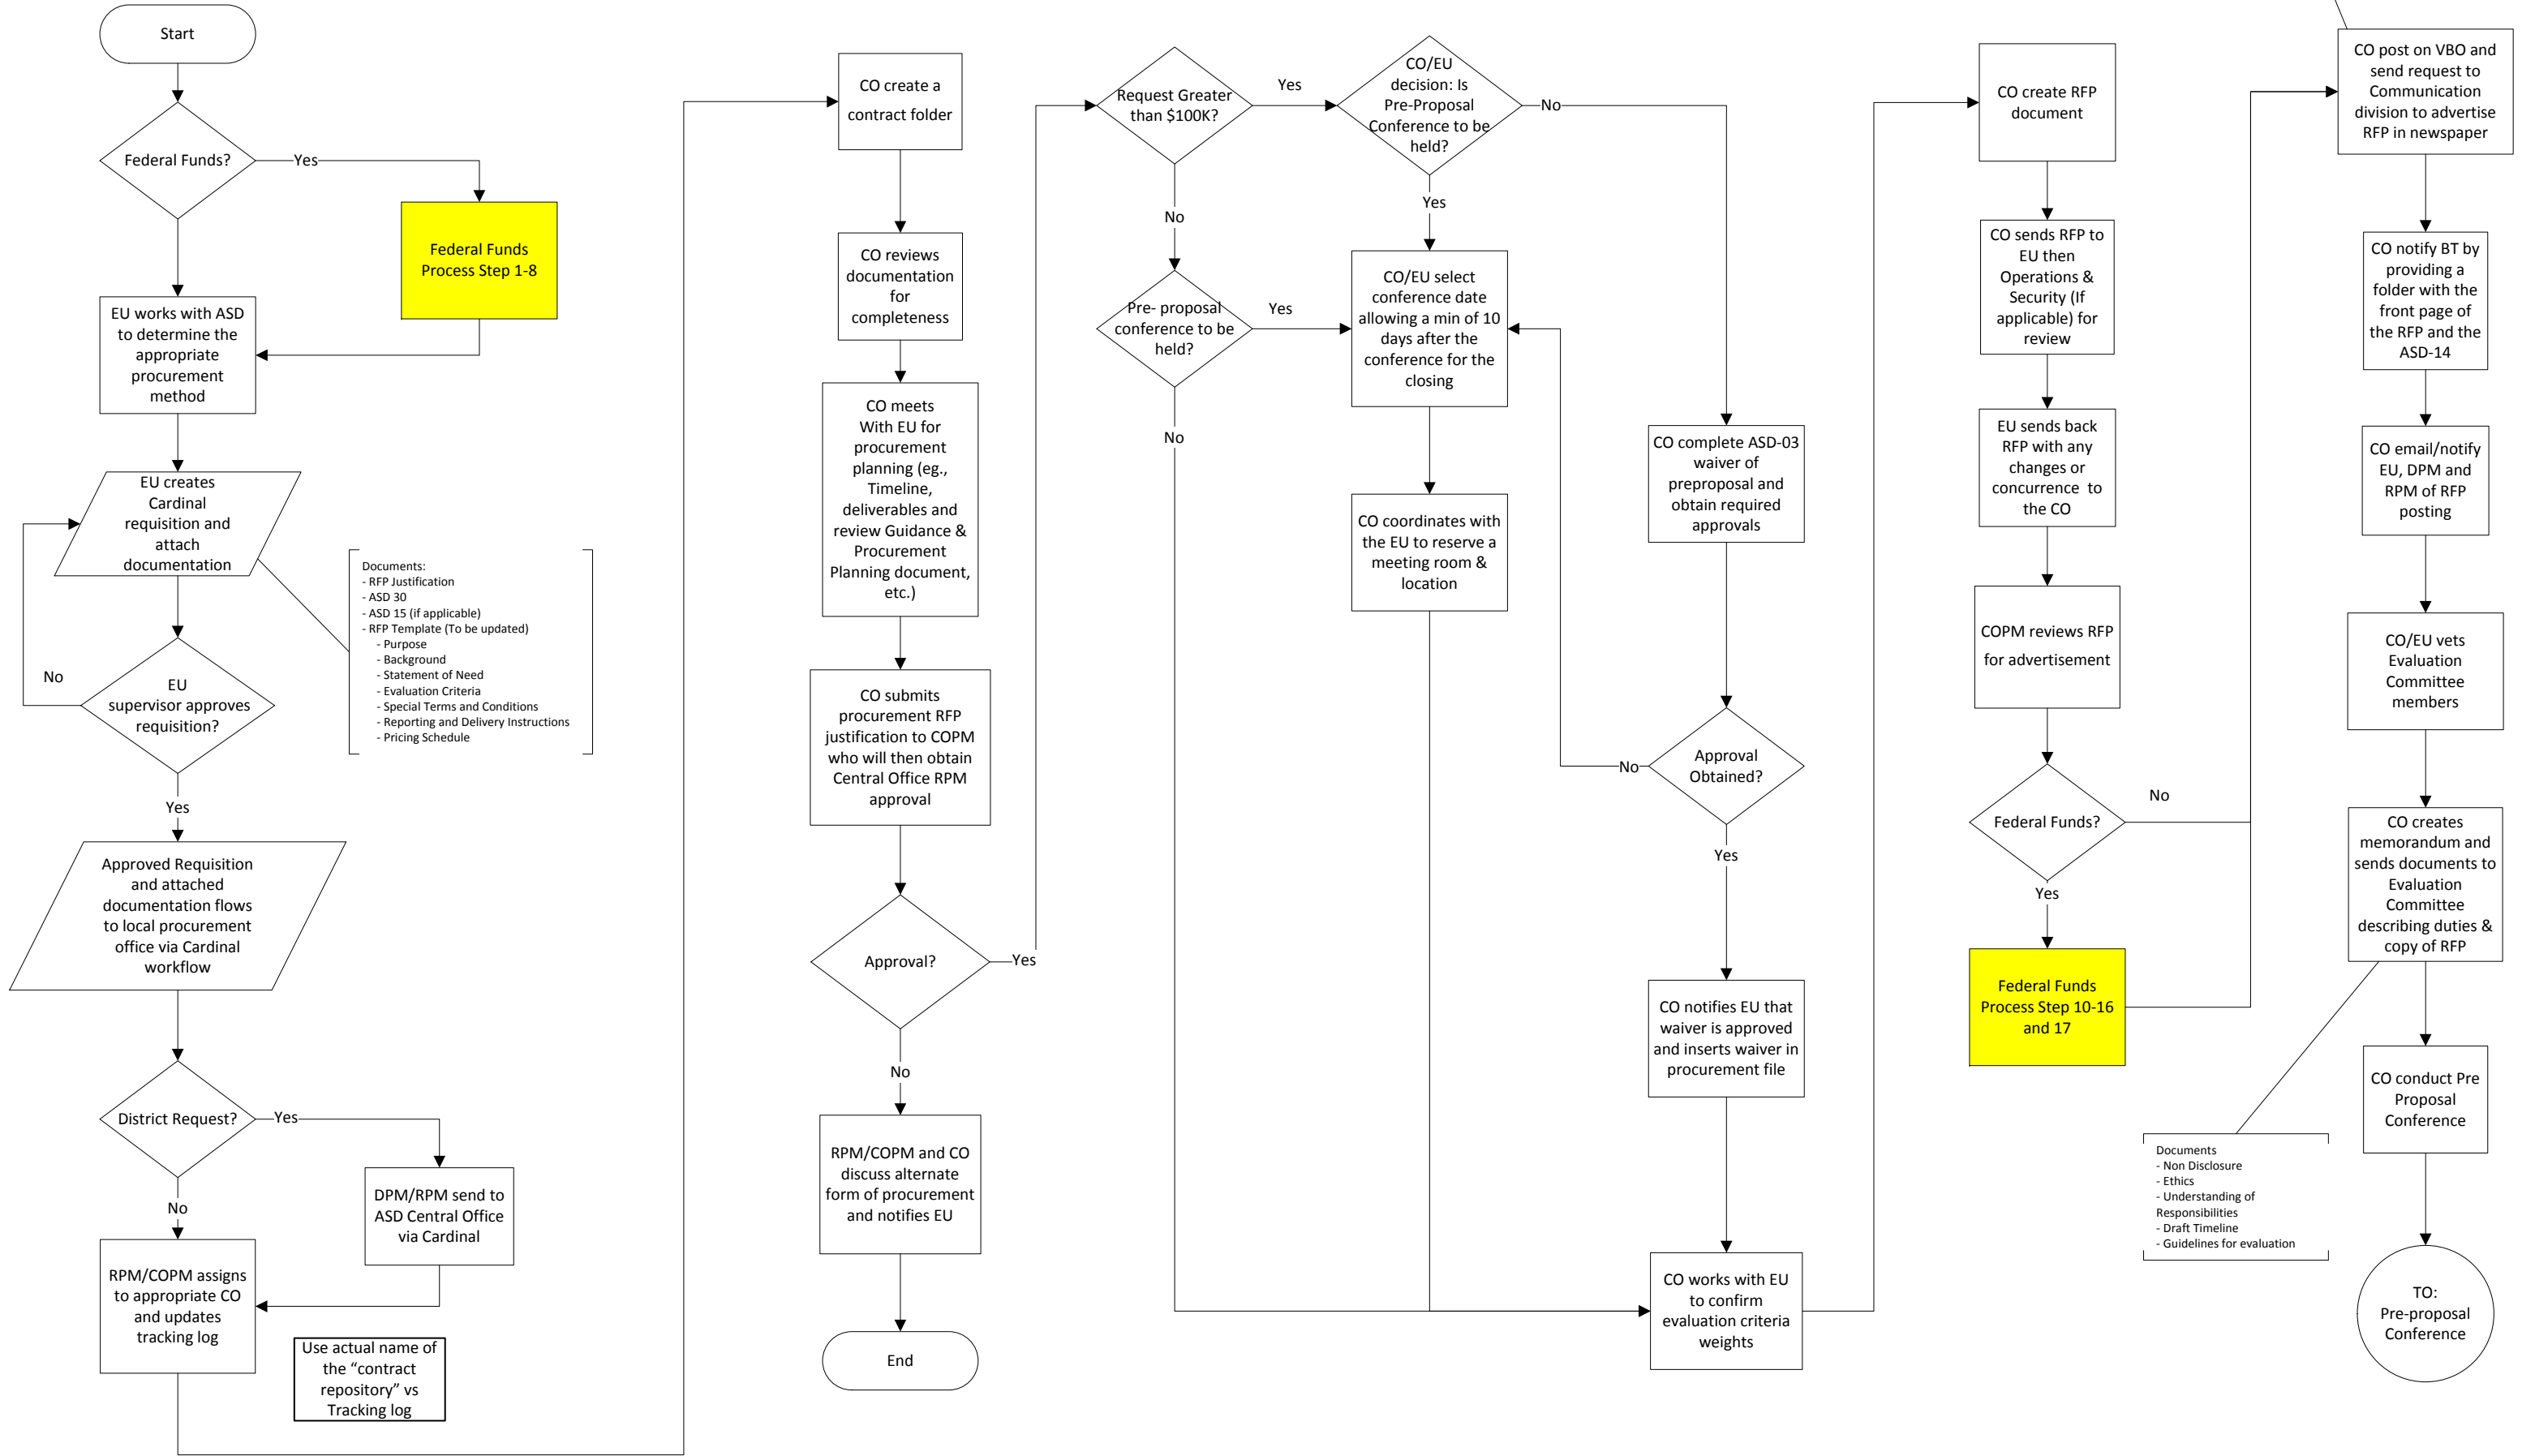 Start
Federal Funds?
Yes
Federal Funds
Process Step 1-8
EU works with ASD
to determine the
appropriate
procurement
method
EU creates
Cardinal
requisition and
attach
documentation
Documents:
- RFP Justification
- ASD 30
- ASD 15 (if applicable)
- RFP Template (To be updated)
- Purpose
- Background
- Statement of Need
- Evaluation Criteria
- Special Terms and Conditions
- Reporting and Delivery Instructions
- Pricing Schedule
No
EU
supervisor approves
requisition?
Yes
Approved Requisition
and attached
documentation flows
to local procurement
office via Cardinal
workflow
District Request?
Yes
No
DPM/RPM send to
ASD Central Office
via Cardinal
RPM/COPM assigns
to appropriate CO
and updates
tracking log
Use actual name of
the “contract
repository” vs
Tracking log
CO create a
contract folder
CO reviews
documentation
for
completeness
CO meets
With EU for
procurement
planning (eg.,
Timeline,
deliverables and
review Guidance &
Procurement
Planning document,
etc.)
CO submits
procurement RFP
justification to COPM
who will then obtain
Central Office RPM
approval
Approval?
Yes
No
RPM/COPM and CO
discuss alternate
form of procurement
and notifies EU
End
Request Greater
than $100K?
Yes
No
Pre- proposal
conference to be
held?
Yes
No
CO/EU
decision: Is
Pre-Proposal
Conference to be
held?
No
Yes
CO/EU select
conference date
allowing a min of 10
days after the
conference for the
closing
CO coordinates with
the EU to reserve a
meeting room &
location
CO complete ASD-03
waiver of
preproposal and
obtain required
approvals
Approval
Obtained?
No
Yes
CO notifies EU that
waiver is approved
and inserts waiver in
procurement file
CO works with EU
to confirm
evaluation criteria
weights
CO create RFP
document
CO sends RFP to
EU then
Operations &
Security (If
applicable) for
review
EU sends back
RFP with any
changes or
concurrence to
the CO
COPM reviews RFP
for advertisement
Federal Funds?
No
Yes
Federal Funds
Process Step 10-16
and 17
CO post on VBO and
send request to
Communication
division to advertise
RFP in newspaper
CO notify BT by
providing a
folder with the
front page of
the RFP and the
ASD-14
CO email/notify
EU, DPM and
RPM of RFP
posting
CO/EU vets
Evaluation
Committee
members
CO creates
memorandum and
sends documents to
Evaluation
Committee
describing duties &
copy of RFP
Documents
- Non Disclosure
- Ethics
- Understanding of
Responsibilities
- Draft Timeline
- Guidelines for evaluation
CO conduct Pre
Proposal
Conference
TO:
Pre-proposal
Conference